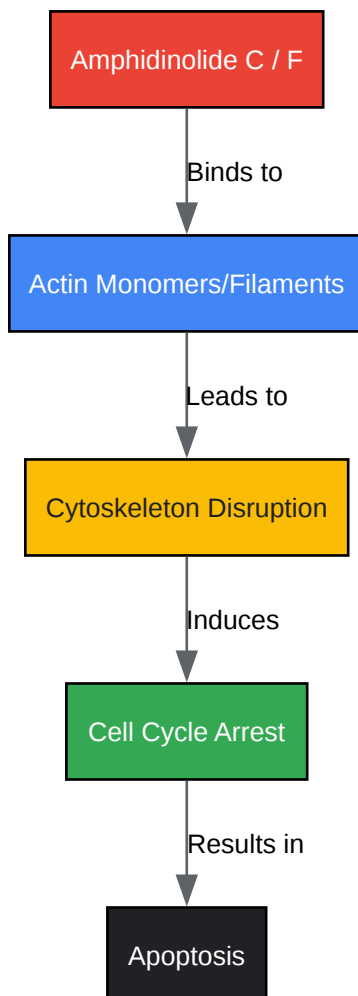 Amphidinolide C / F
Binds to
Actin Monomers/Filaments
Leads to
Cytoskeleton Disruption
Induces
Cell Cycle Arrest
Results in
Apoptosis